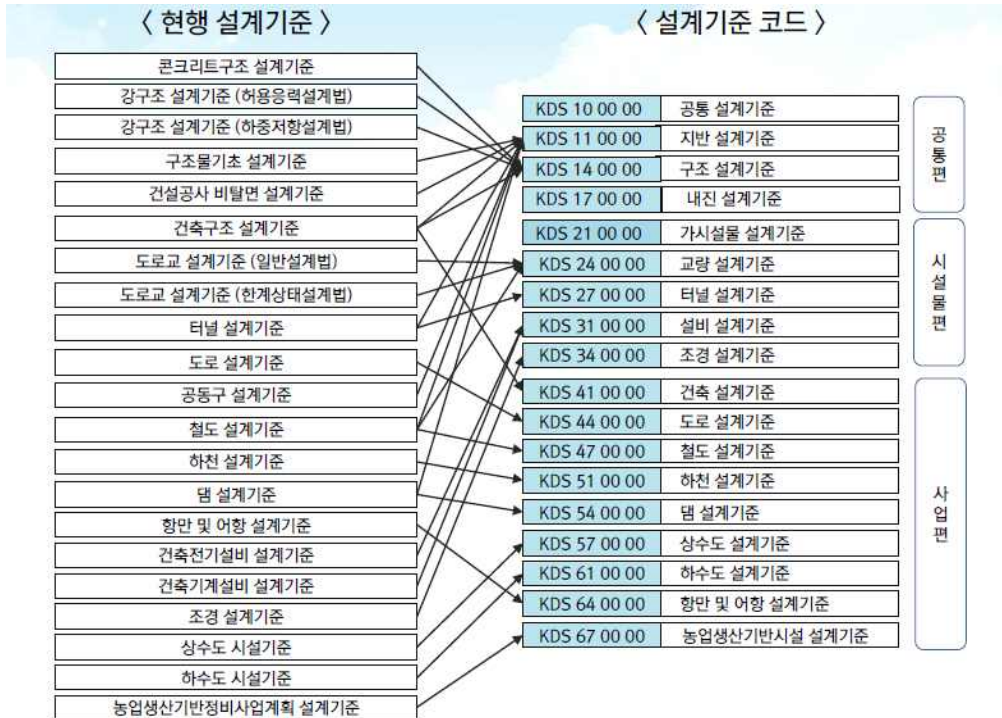 〈 현행 설계기준 〉
콘크리트구조 설계기준
강구조 설계기준 (허용응력설계법)
강구조 설계기준 (하중저항설계법)
구조물기초 설계기준
건설공사 비탈면 설계기준
건축구조 설계기준
도로교 설계기준 (일반설계법)
도로교 설계기준 (한계상태설계법)
터널 설계기준
도로 설계기준
공동구 설계기준
철도 설계기준
하천 설계기준
댐 설계기준
항만 및 어항 설계기준
건축전기설비 설계기준
건축기계설비 설계기준
조경 설계기준
상수도 시설기준
하수도 시설기준
농업생산기반정비사업계획 설계기준
〈 설계기준 코드 〉
KDS 10 00 00 공통 설계기준
KDS 11 00 00 지반 설계기준
KDS 14 00 00 구조 설계기준
KDS 17 00 00 내진 설계기준
KDS 21 00 00 가시설물 설계기준
KDS 24 00 00 교량 설계기준
KDS 27 00 00 터널 설계기준
KDS 31 00 00 설비 설계기준
KDS 34 00 00 조경 설계기준
KDS 41 00 00 건축 설계기준
KDS 44 00 00 도로 설계기준
KDS 47 00 00 철도 설계기준
KDS 51 00 00 하천 설계기준
KDS 54 00 00 댐 설계기준
KDS 57 00 00 상수도 설계기준
KDS 61 00 00 하수도 설계기준
KDS 64 00 00 항만 및 어항 설계기준
KDS 67 00 00 농업생산기반시설 설계기준
공통편
시설물편
사업편